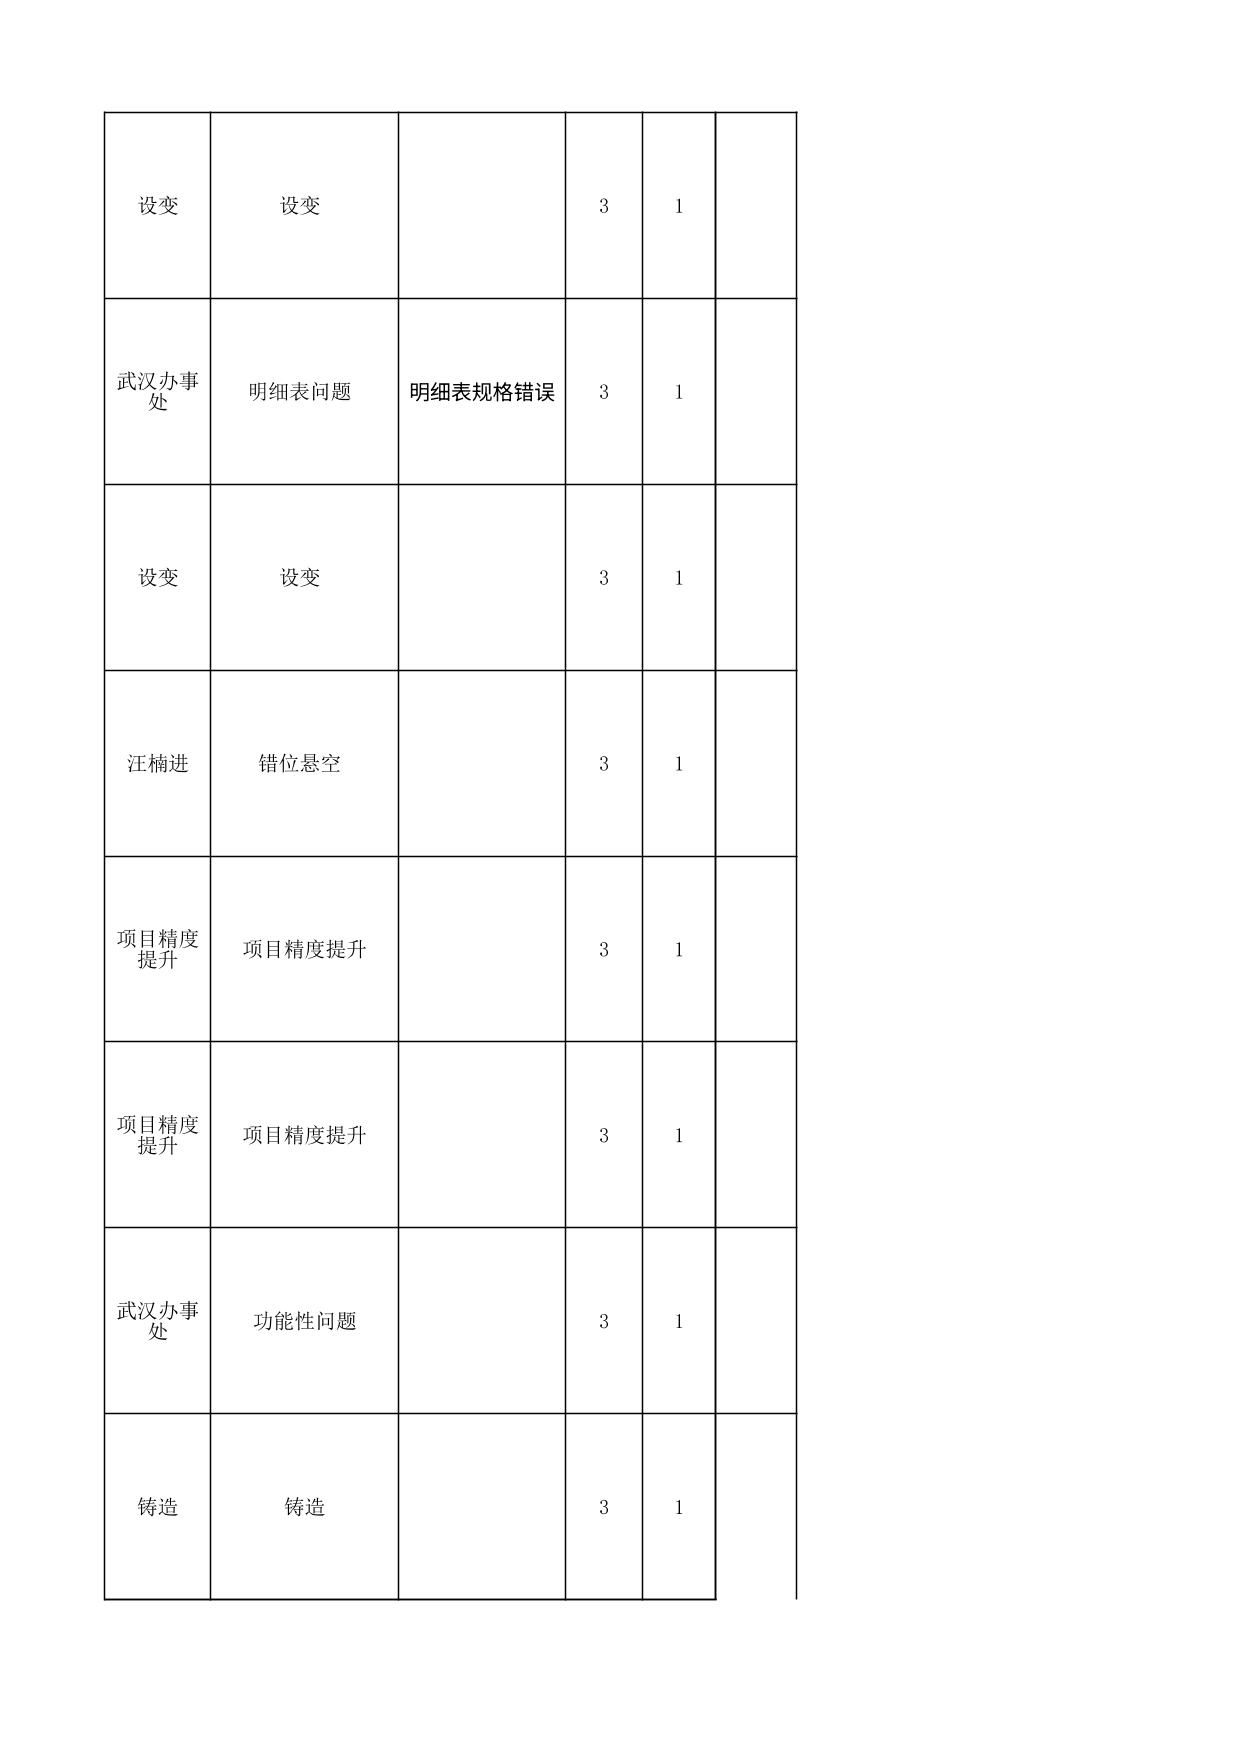 设变 设变 3 1
武汉办事
处 明细表问题 明细表规格错误 3 1
设变 设变 3 1
汪楠进 错位悬空 3 1
项目精度
提升 项目精度提升 3 1
项目精度
提升 项目精度提升 3 1
武汉办事
处 功能性问题 3 1
铸造 铸造 3 1